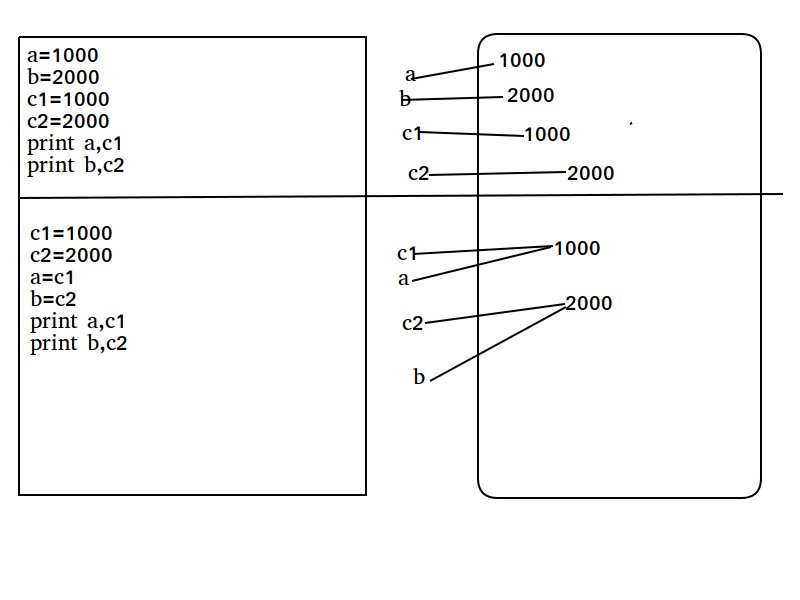 a=1000
b=2000
c1=1000
c2=2000
print a,c1
print b,c2
a 1000
b 2000
c1 1000
c2 2000
c1=1000
c2=2000
a=c1
b=c2
print a,c1
print b,c2
c1 1000
a
c2 2000
b